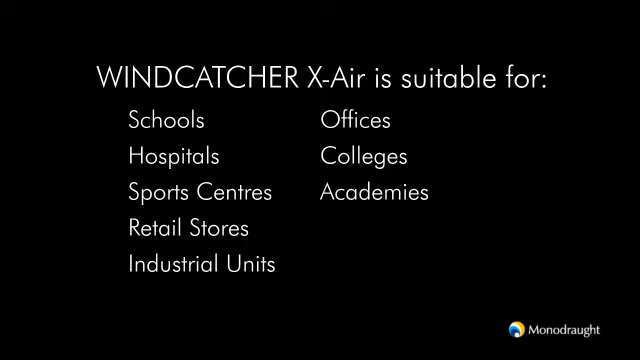 WINDCATCHER X-Air is suitable for:
Schools
Hospitals
Sports Centres
Retail Stores
Industrial Units
Offices
Colleges
Academies
Monodraught